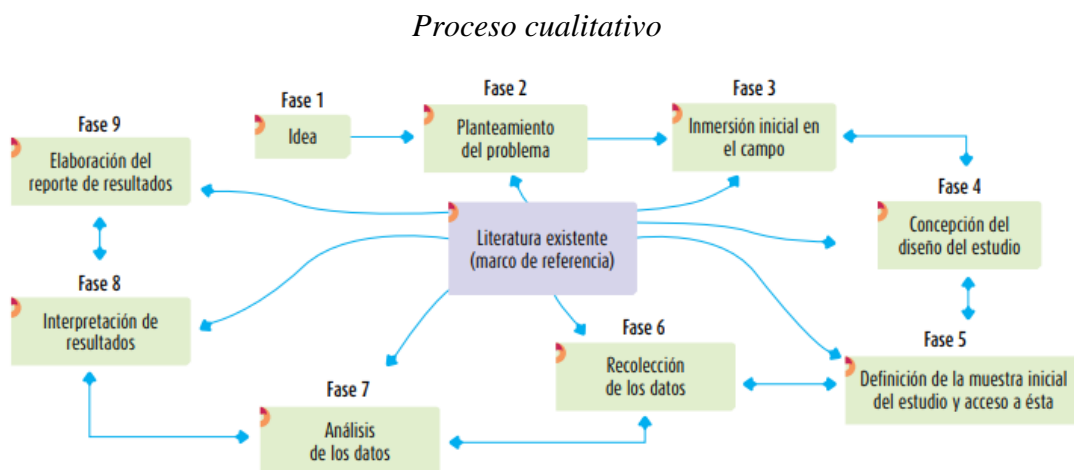 Proceso cualitativo
Fase 1
Idea
Fase 2
Planteamiento
del problema
Fase 3
Inmersión inicial en
el campo
Fase 4
Concepción del
diseño del estudio
Fase 5
Definición de la muestra inicial
del estudio y acceso a ésta
Fase 6
Recolección
de los datos
Fase 7
Análisis
de los datos
Fase 8
Interpretación de
resultados
Fase 9
Elaboración del
reporte de resultados
Literatura existente
(marco de referencia)